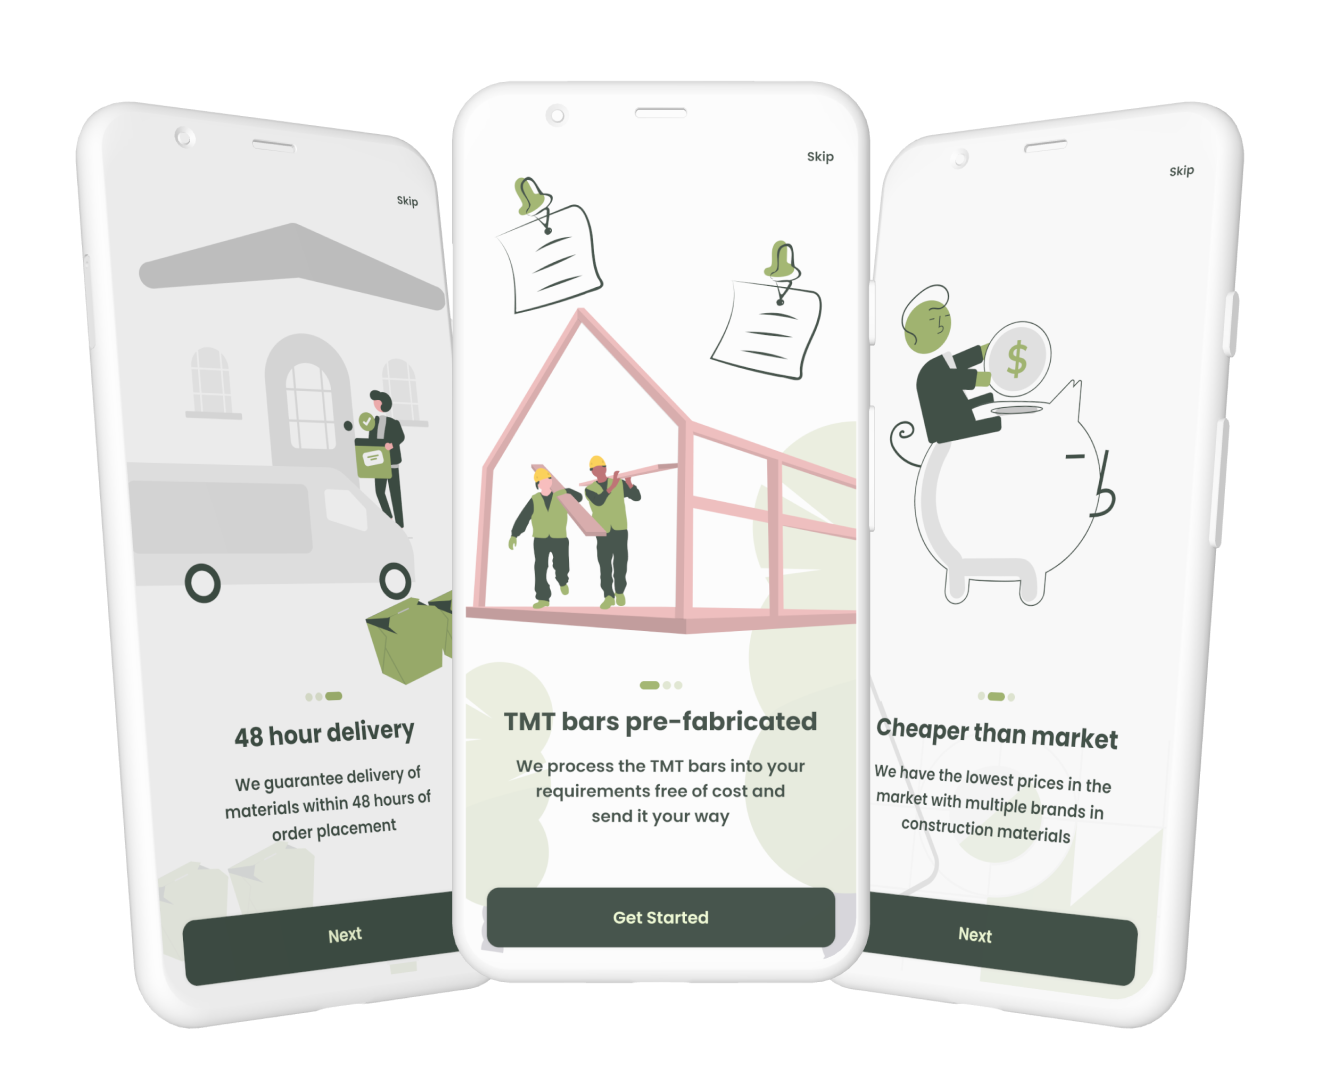 Skip
48 hour delivery
We guarantee delivery of
materials within 48 hours of
order placement
Next
Skip
TMT bars pre-fabricated
We process the TMT bars into your
requirements free of cost and
send it your way
Get Started
Skip
$
Cheaper than market
We have the lowest prices in the
market with multiple brands in
construction materials
Next